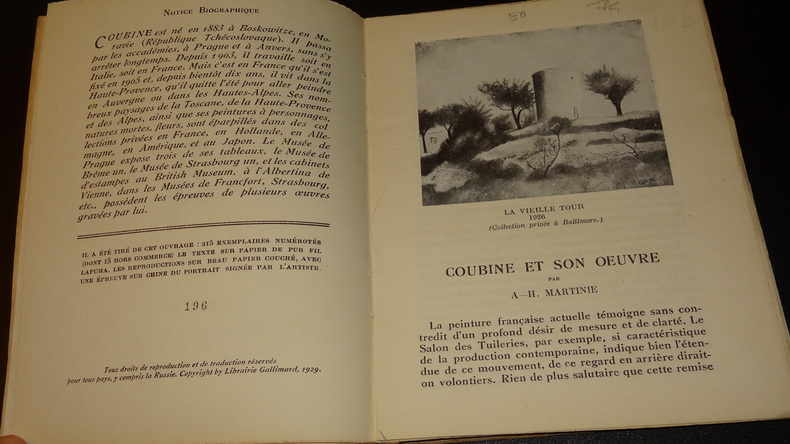 Notice Biographique
Coubine est né en 1883 à Boskowitze, en Mo-
ravie (République Tchécoslovaque). Il passa
par les accadémies, à Prague et à Anvers, sans s'y
arrêter longtemps. Depuis 1903, il travaille soit en
Italie, soit en France. Mais c'est en France qu'il s'est
fixé en 1905 et, depuis bientôt dix ans, il vit dans la
Haute-Provence, qu'il quitte l'été pour aller peindre
en Auvergne ou dans les Hautes-Alpes. Ses nom-
breux paysages de la Toscane, de la Haute-Provence
et des Alpes, ainsi que ses peintures à personnages,
natures mortes, fleurs, sont éparpillés dans des col
lections privées en France, en Hollande, en Alle-
magne, en Amérique, et au Japon. Le Musée de
Prague expose trois de ses tableaux, le Musée de
Brême un, le Musée de Strasbourg un, et les cabinets
d'estampes au British Museum, à l'Albertina de
Vienne, dans les Musées de Francfort, Strasbourg,
etc., possèdent les épreuves de plusieurs œuvres
gravées par lui.
IL A ÉTÉ TIRÉ DE CET OUVRAGE : 215 EXEMPLAIRES NUMÉROTÉS
(DONT 15 HORS COMMERCE) LE TEXTE SUR PAPIER DE PUR FIL
LAFUMA, LES REPRODUCTIONS SUR BEAU PAPIER COUCHÉ, AVEC
UNE ÉPREUVE SUR CHINE DU PORTRAIT SIGNÉE PAR L'ARTISTE.
196
Tous droits de reproduction et de traduction réservés
pour tous pays, y compris la Russie. Copyright by Librairie Gallimard, 1929.
50
LA VIEILLE TOUR
1926
(Collection privée à Baltimore.)
COUBINE ET SON OEUVRE
PAR
A—H. MARTINIE
La peinture française actuelle témoigne sans con-
tredit d'un profond désir de mesure et de clarté. Le
Salon des Tuileries, par exemple, si caractéristique
de la production contemporaine, indique bien l'éten-
due de ce mouvement, de ce regard en arrière dirait-
on volontiers. Rien de plus salutaire que cette remise